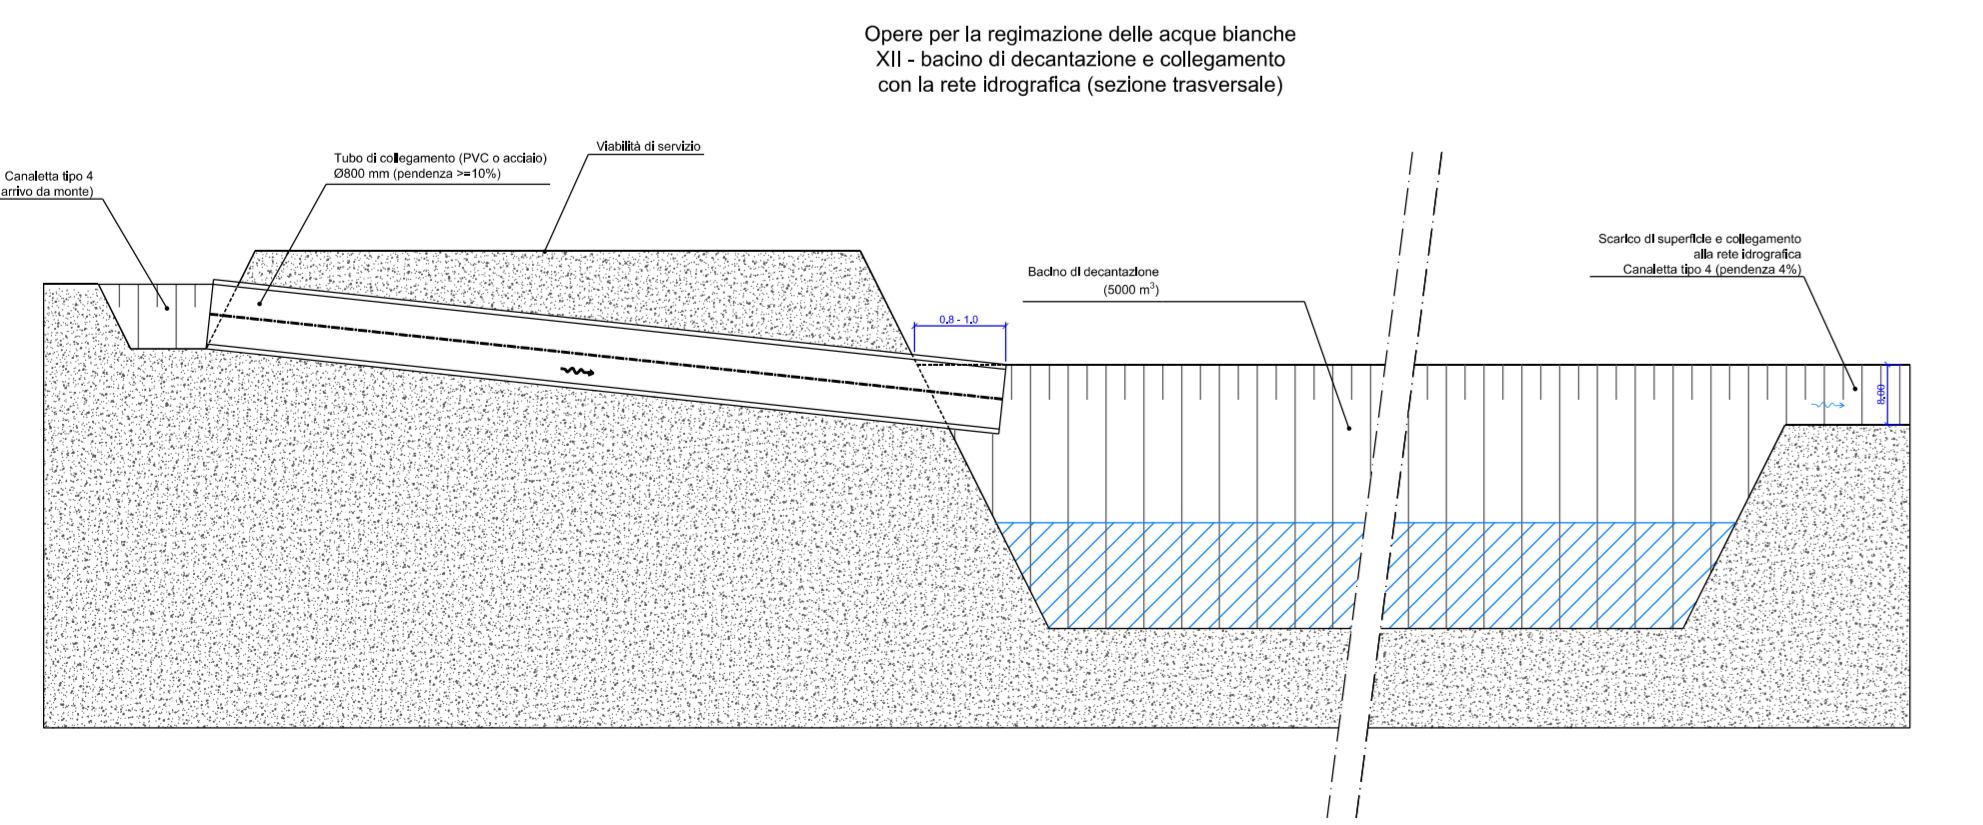 Opere per la regimazione delle acque bianche
XII - bacino di decantazione e collegamento
con la rete idrografica (sezione trasversale)
Viabilità di servizio
Tubo di collegamento (PVC o acciaio)
Ø800 mm (pendenza >=10%)
Canaletta tipo 4
arrivo da monte)
Scarico di superficie e collegamento
alla rete idrografica
Canaletta tipo 4 (pendenza 4%)
Bacino di decantazione
(5000 m³)
0.8 - 1.0
8.00